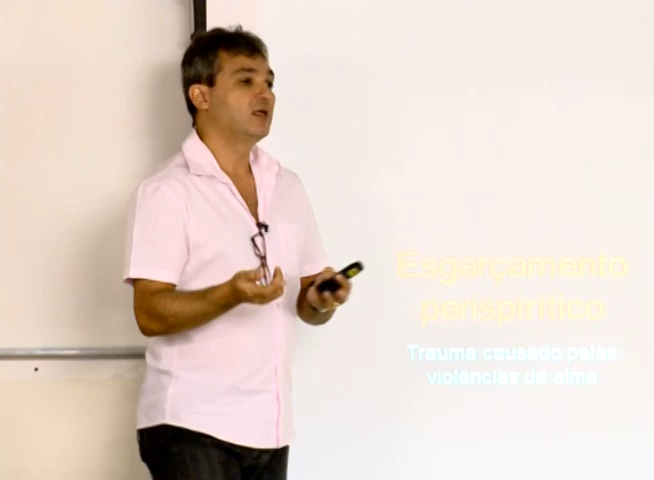 Esgarçamento
perispirítico
Trauma causado pelas
violências da alma